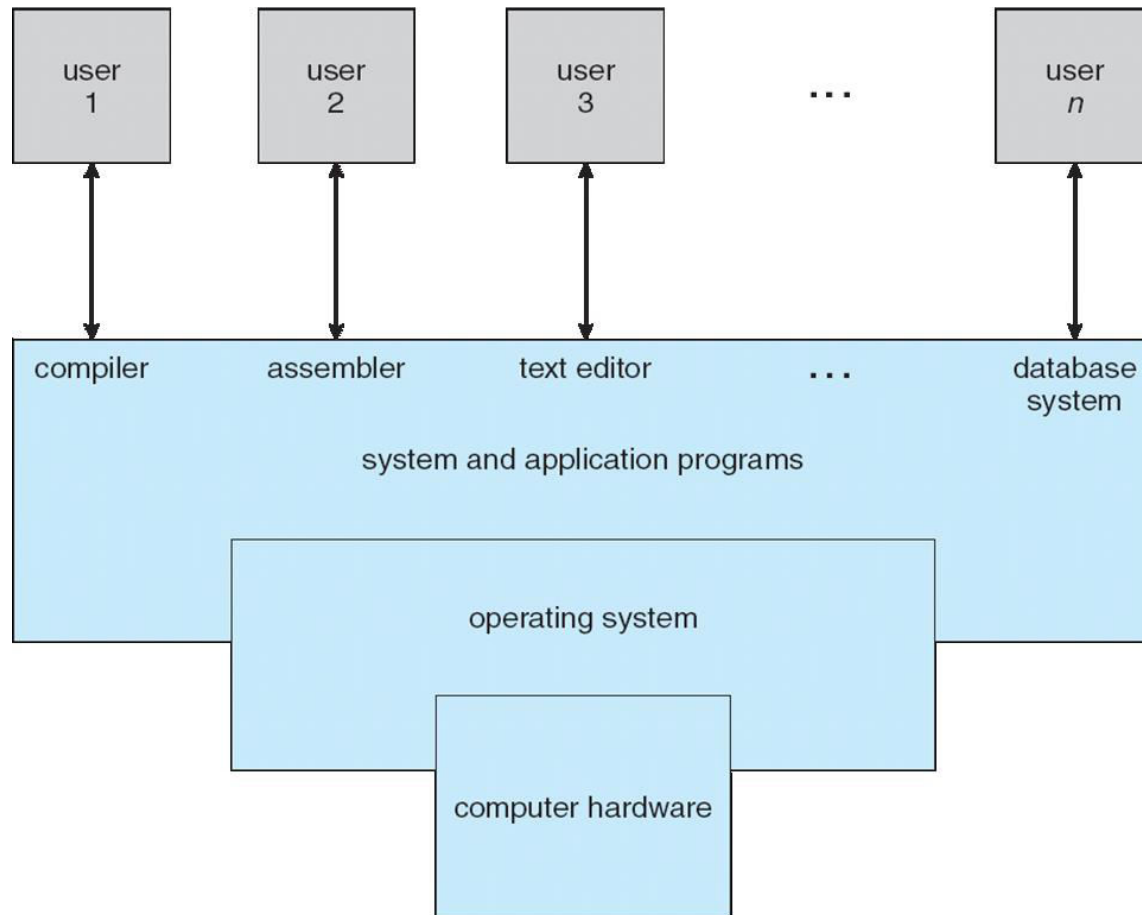 user
1
user
2
user
3
...
user
n
compiler
assembler
text editor
...
database
system
system and application programs
operating system
computer hardware